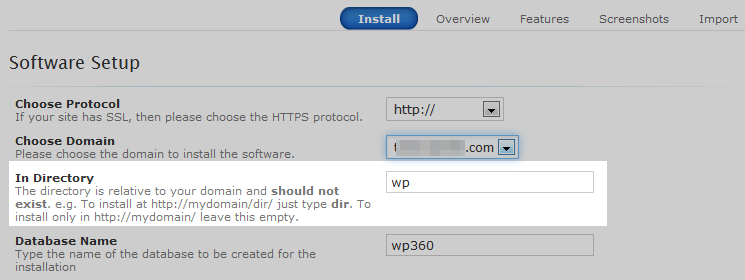 Install Overview Features Screenshots Import
Software Setup
Choose Protocol
If your site has SSL, then please choose the HTTPS protocol.
http://
Choose Domain
Please choose the domain to install the software.
.com
In Directory
The directory is relative to your domain and should not
exist. e.g. To install at http://mydomain/dir/ just type dir. To
install only in http://mydomain/ leave this empty.
wp
Database Name
Type the name of the database to be created for the
installation
wp360